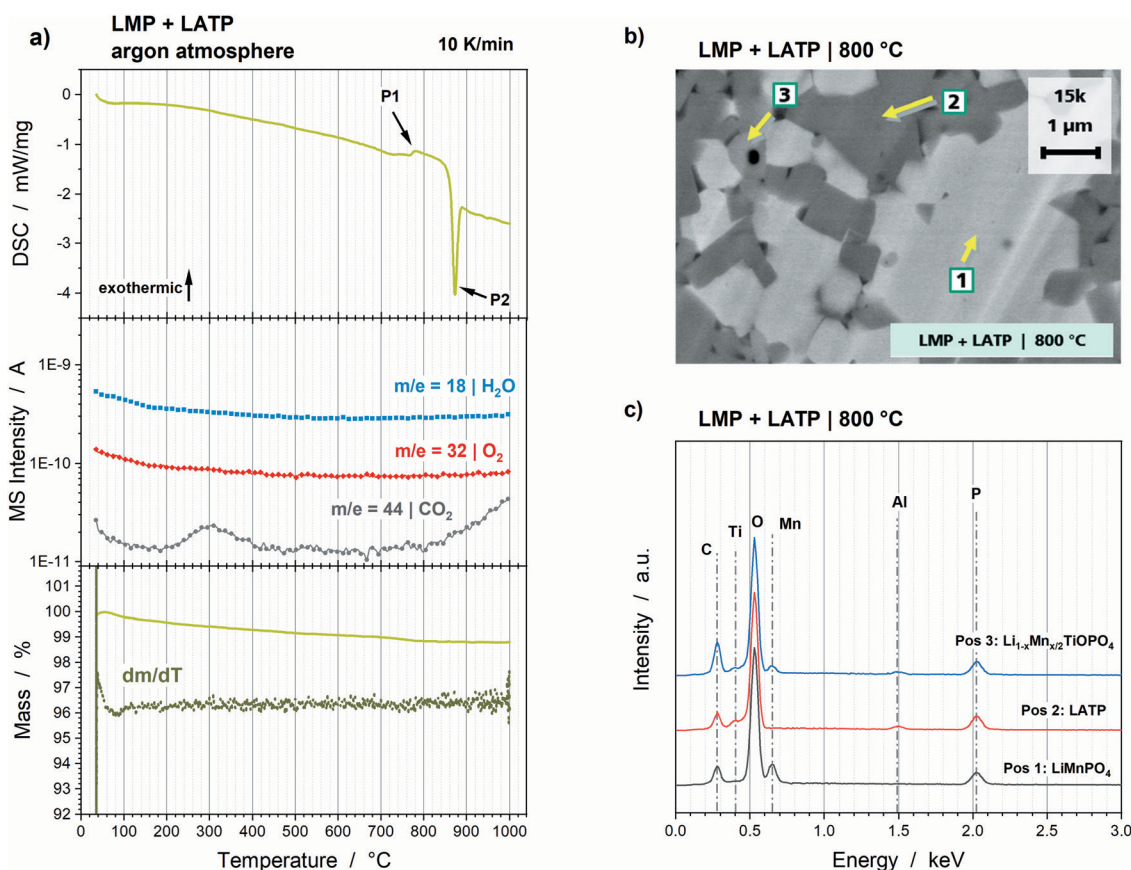 a)
LMP + LATP
argon atmosphere
10 K/min
DSC / mW/mg
0
-1
-2
-3
-4
P1
P2
exothermic
MS Intensity / A
1E-9
1E-10
1E-11
m/e = 18 | H₂O
m/e = 32 | O₂
m/e = 44 | CO₂
Mass / %
101
100
99
98
97
96
95
94
93
92
dm/dT
0 100 200 300 400 500 600 700 800 900 1000
Temperature / °C
b)
LMP + LATP | 800 °C
3
2
1
15k
1 µm
LMP + LATP | 800 °C
c)
LMP + LATP | 800 °C
Intensity / a.u.
C
Ti
O
Mn
Al
P
Pos 3: Li₁₋ₓMnₓ/₂TiOPO₄
Pos 2: LATP
Pos 1: LiMnPO₄
0.0 0.5 1.0 1.5 2.0 2.5 3.0
Energy / keV